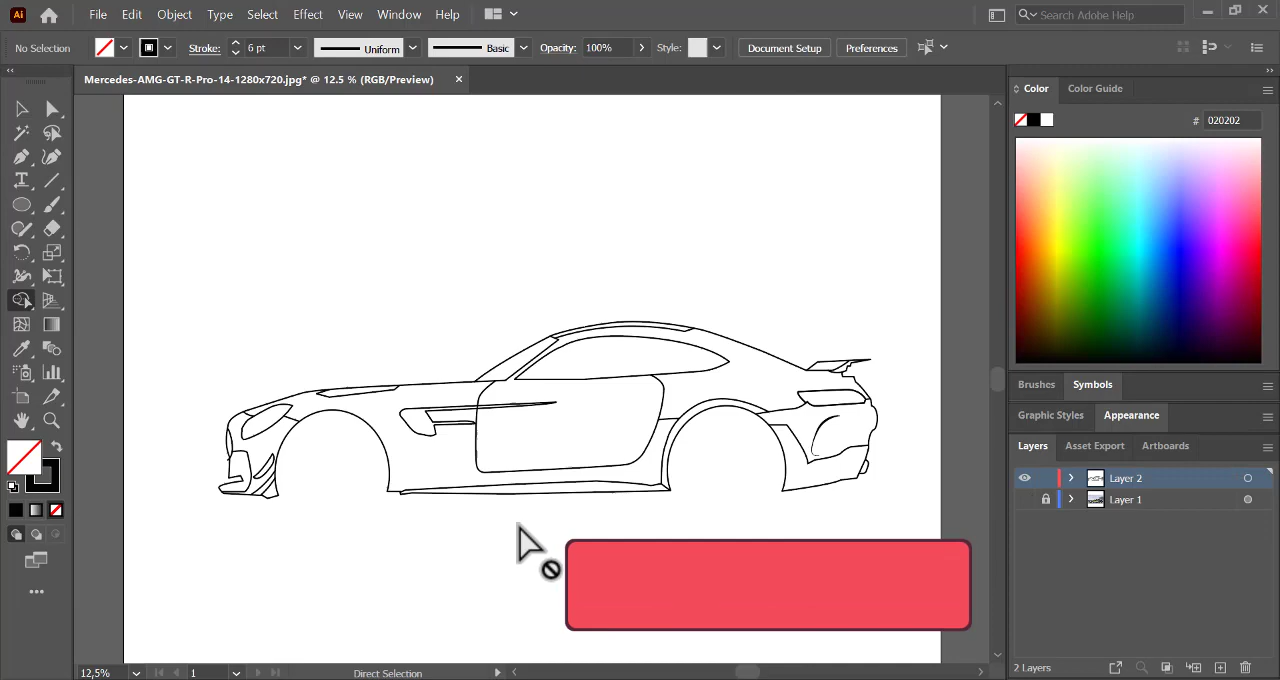 Ai File Edit Object Type Select Effect View Window Help Search Adobe Help
No Selection Stroke: 6 pt Uniform Basic Opacity: 100% Style: Document Setup Preferences
Mercedes-AMG-GT-R-Pro-14-1280x720.jpg* @ 12.5 % (RGB/Preview)
Color Color Guide
# 020202
Brushes Symbols
Graphic Styles Appearance
Layers Asset Export Artboards
Layer 2
Layer 1
2 Layers
12,5% 1 Direct Selection